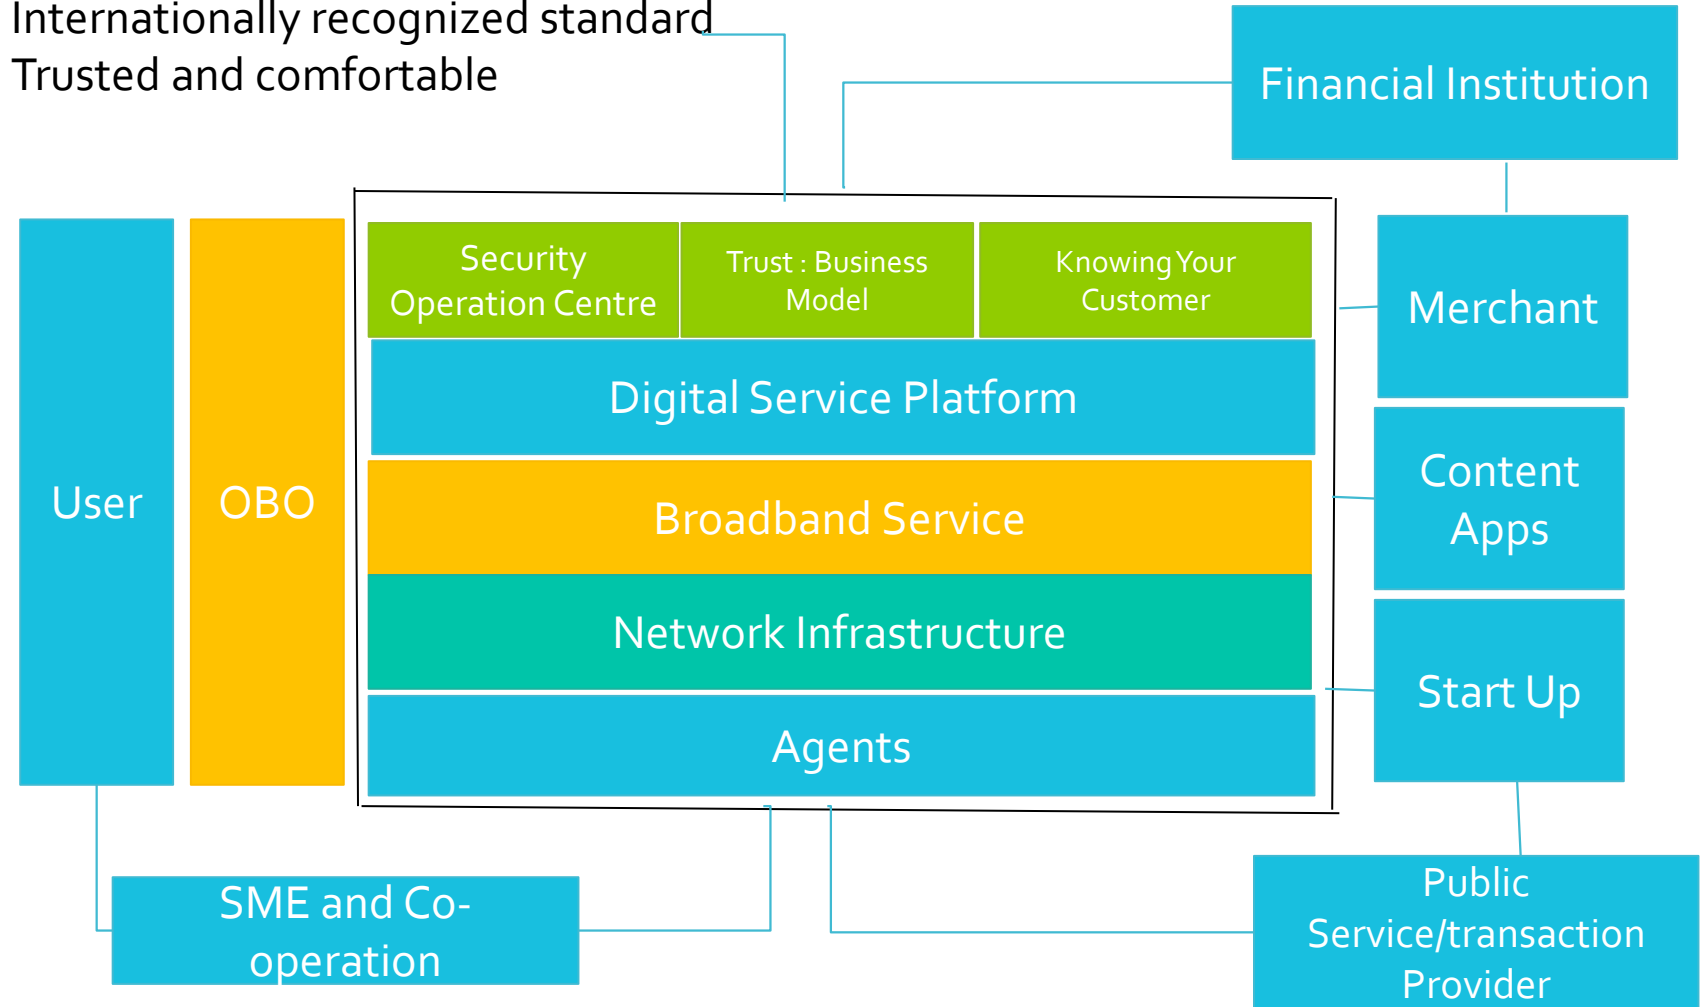 Internationally recognized standard
Trusted and comfortable
Financial Institution
Security
Operation Centre
Trust : Business
Model
Knowing Your
Customer
Merchant
Digital Service Platform
User
OBO
Broadband Service
Content
Apps
Network Infrastructure
Start Up
Agents
SME and Co-
operation
Public
Service/transaction
Provider